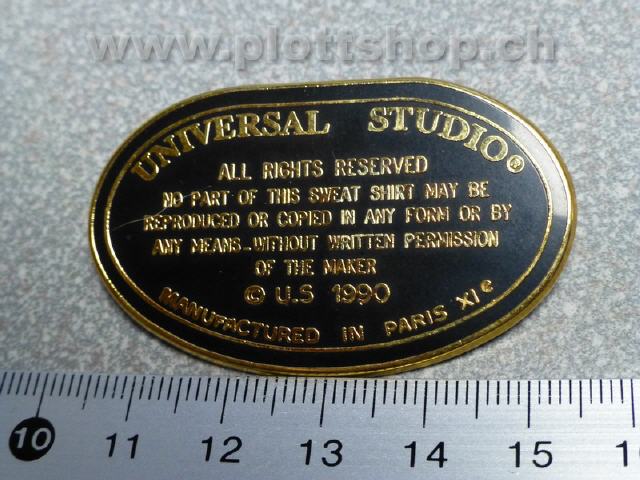 www.plottshop.ch
UNIVERSAL STUDIO®
ALL RIGHTS RESERVED
NO PART OF THIS SWEAT SHIRT MAY BE
REPRODUCED OR COPIED IN ANY FORM OR BY
ANY MEANS_WITHOUT WRITTEN PERMISSION
OF THE MAKER
© U.S 1990
MANUFACTURED IN PARIS XIe
10 11 12 13 14 15